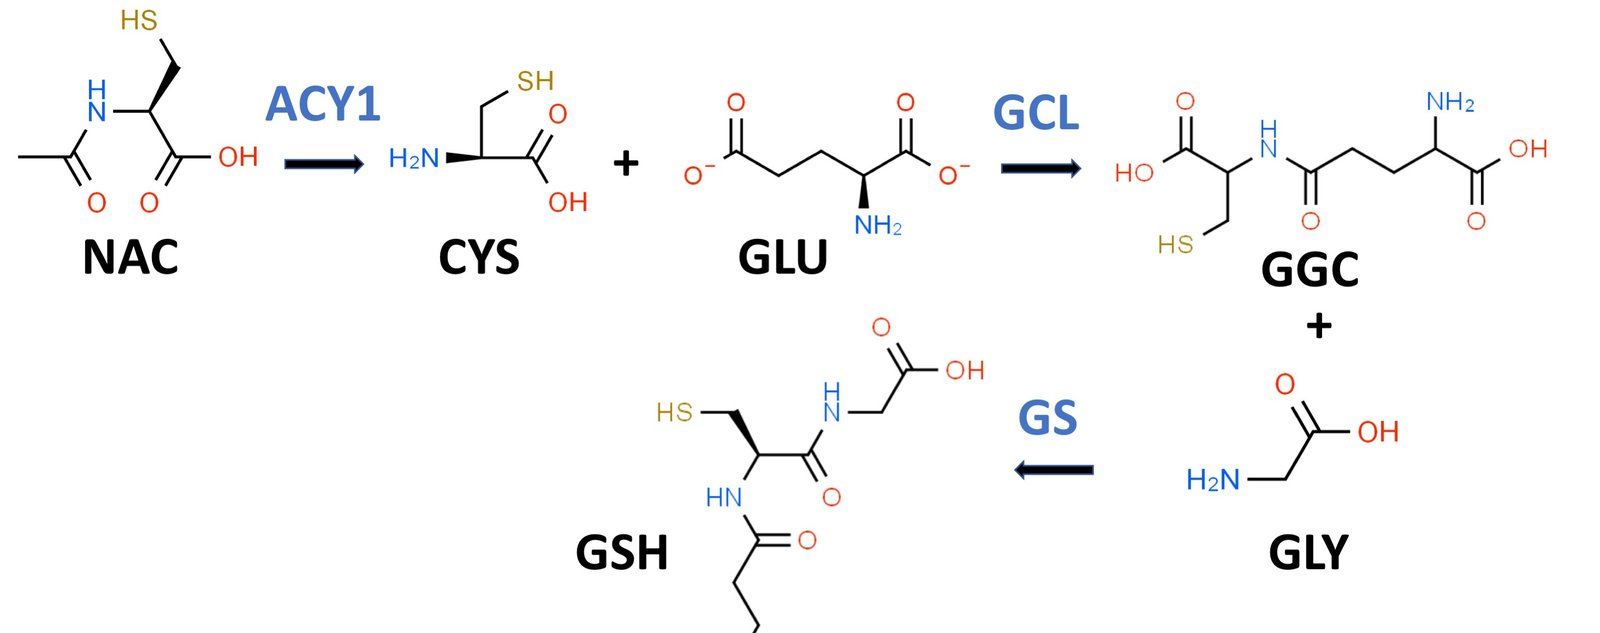 HS
H
N
O
O
OH
NAC
ACY1
H₂N
SH
O
OH
CYS
+
O
O⁻
O
O⁻
NH₂
GLU
GCL
O
HO
H
N
HS
O
NH₂
OH
O
GGC
+
O
OH
H₂N
GLY
GS
O
OH
H
N
HS
O
HN
O
GSH